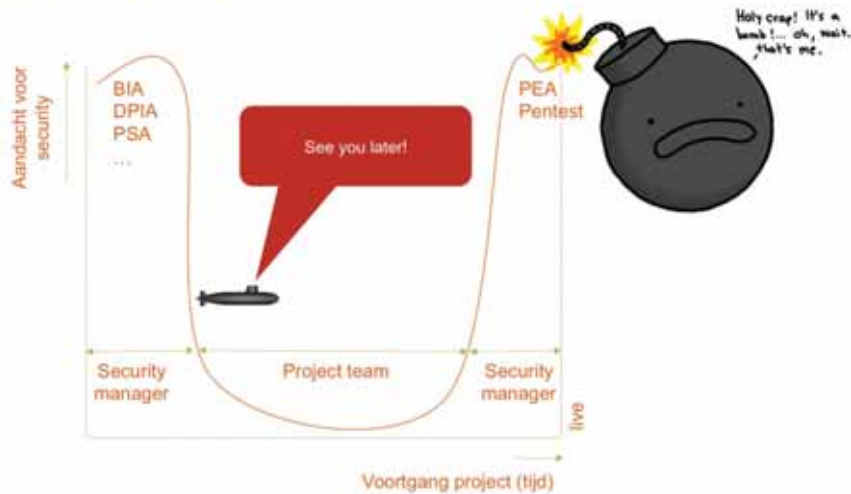 Holy crap! It's a
bomb!... oh, wait.
that's me.
Aandacht voor
security
BIA
DPIA
PSA
...
See you later!
PEA
Pentest
Security
manager
Project team
Security
manager
live
Voortgang project (tijd)